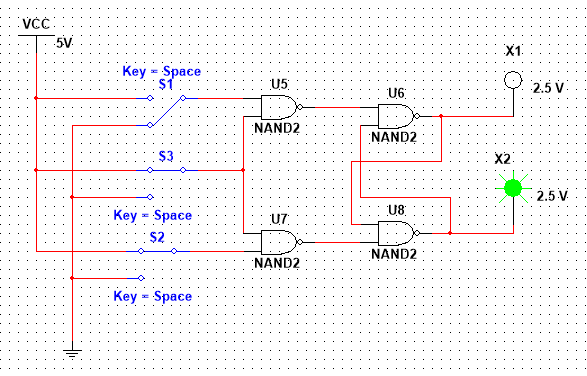 VCC
5V
Key = Space
S1
U5
NAND2
U6
NAND2
X1
2.5 V
S3
Key = Space
X2
2.5 V
S2
Key = Space
U7
NAND2
U8
NAND2